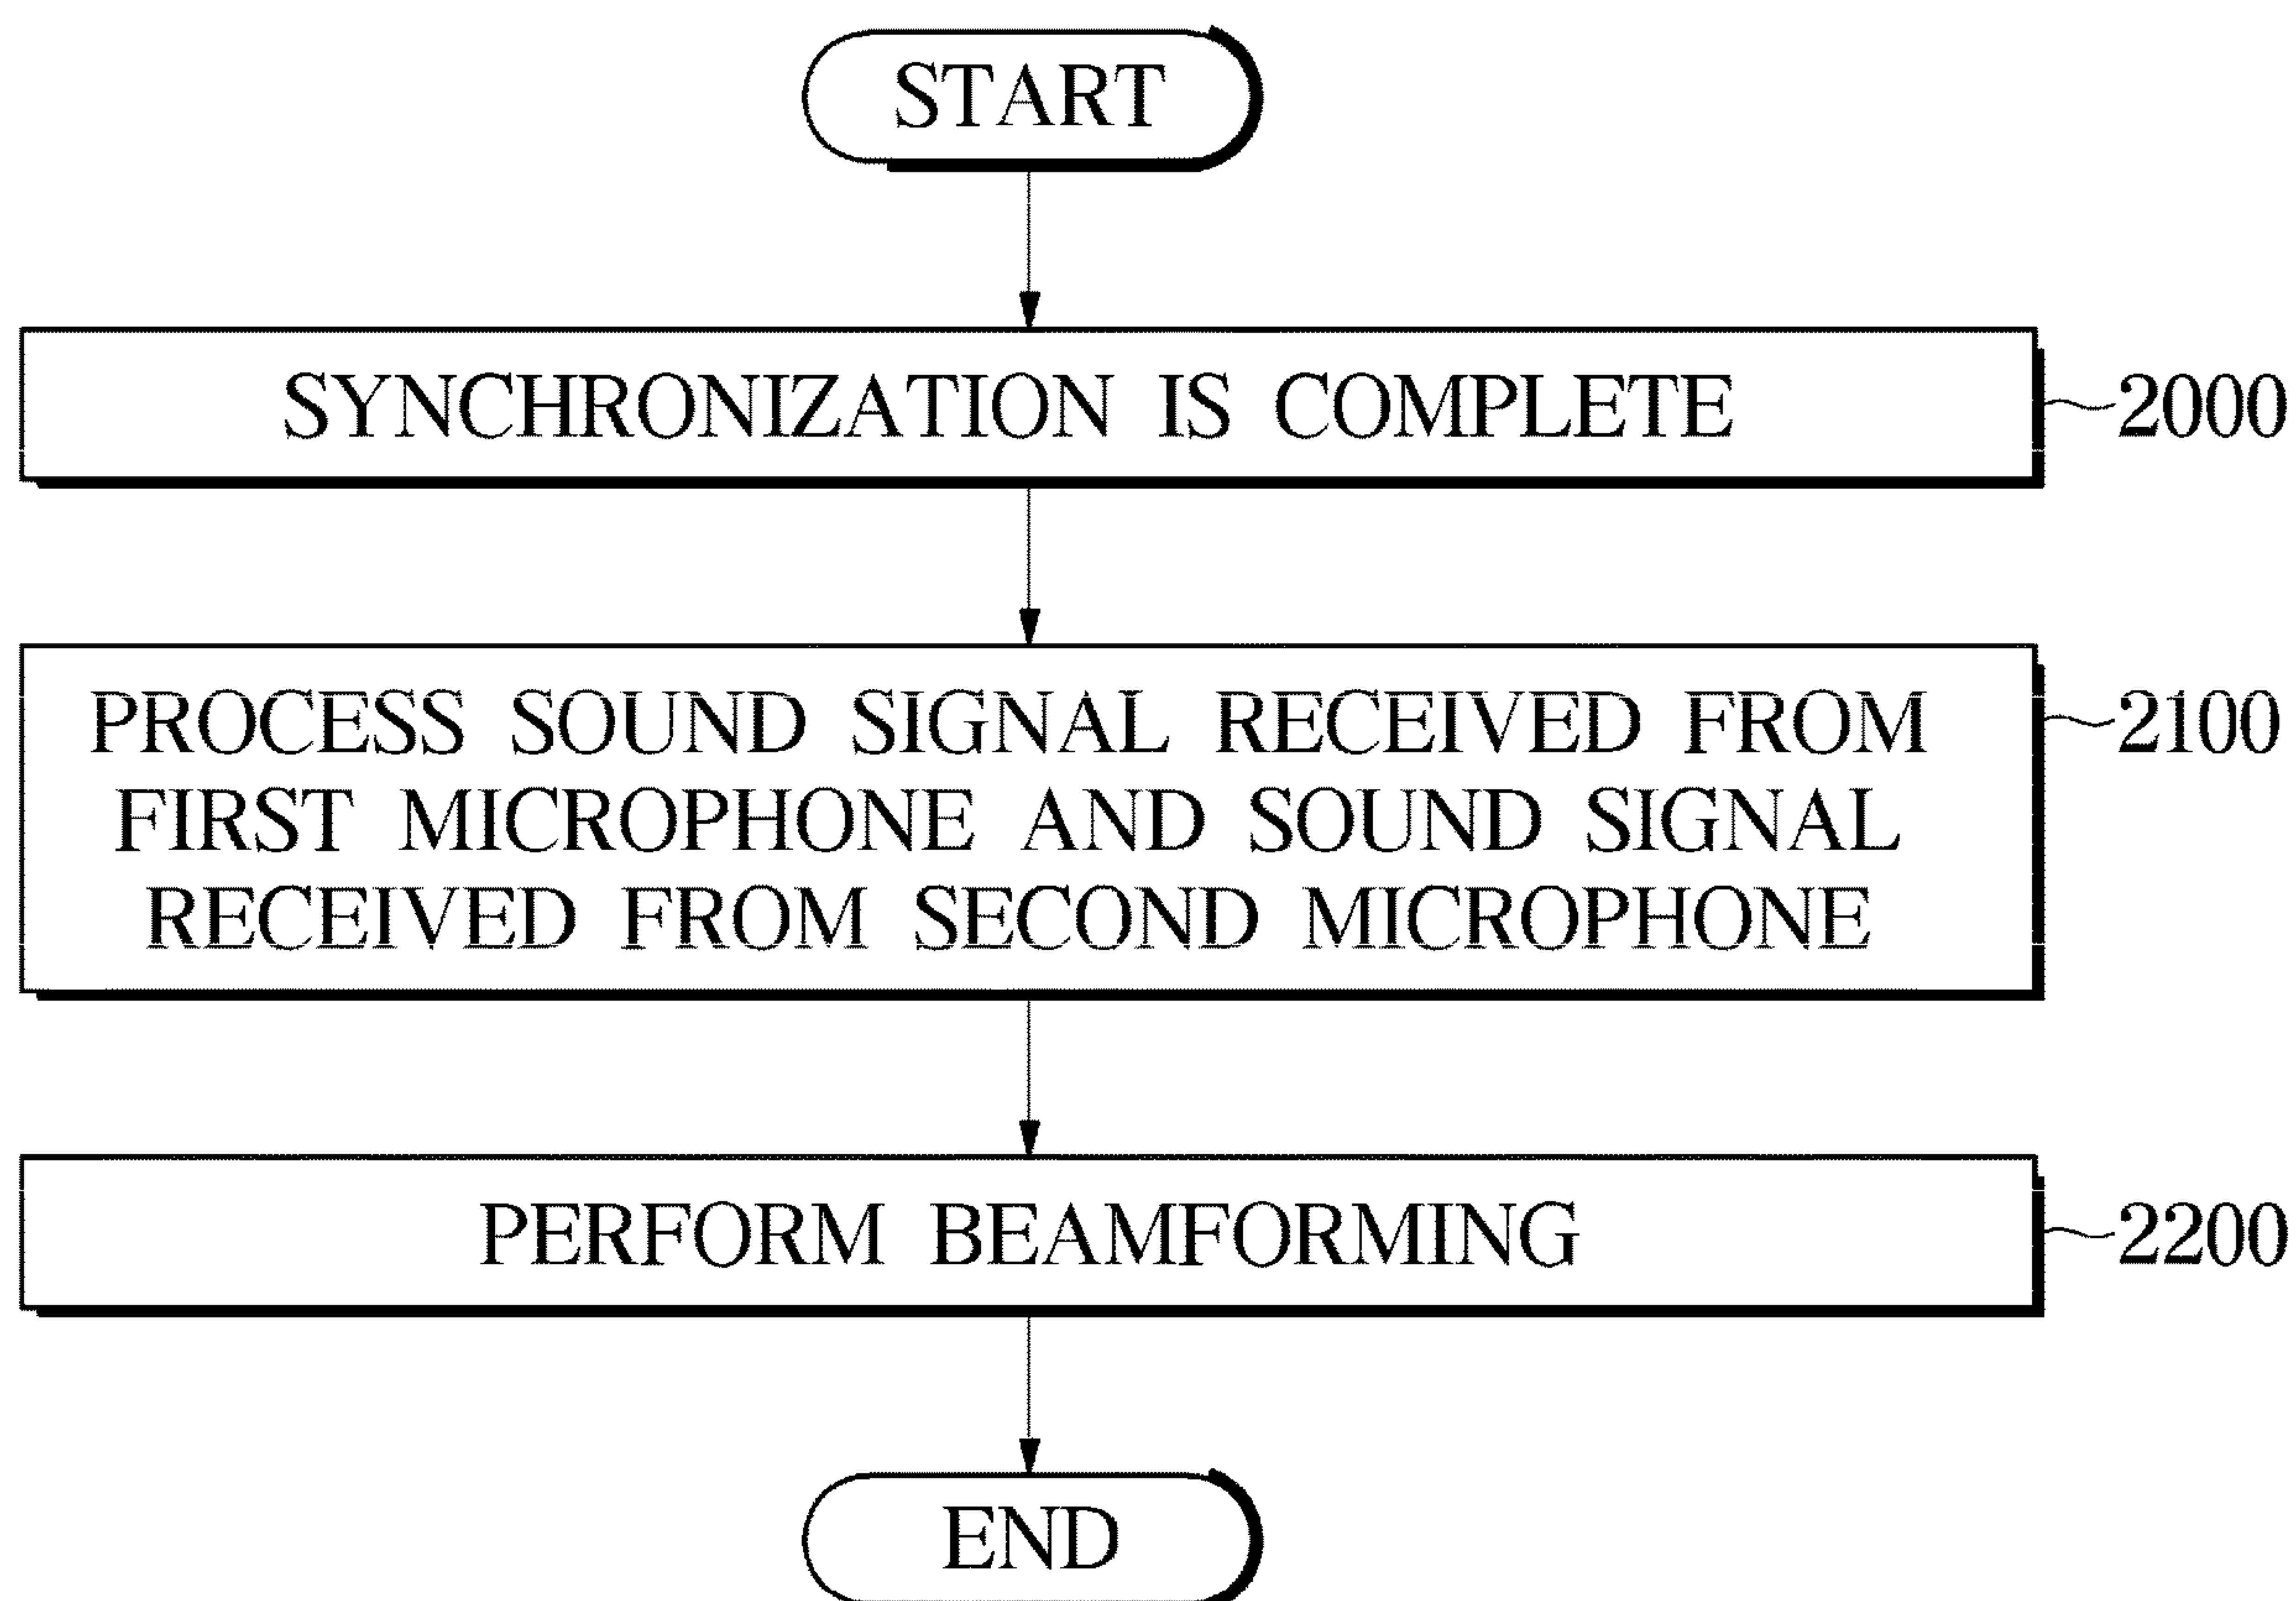 START
SYNCHRONIZATION IS COMPLETE
2000
PROCESS SOUND SIGNAL RECEIVED FROM
FIRST MICROPHONE AND SOUND SIGNAL
RECEIVED FROM SECOND MICROPHONE
2100
PERFORM BEAMFORMING
2200
END